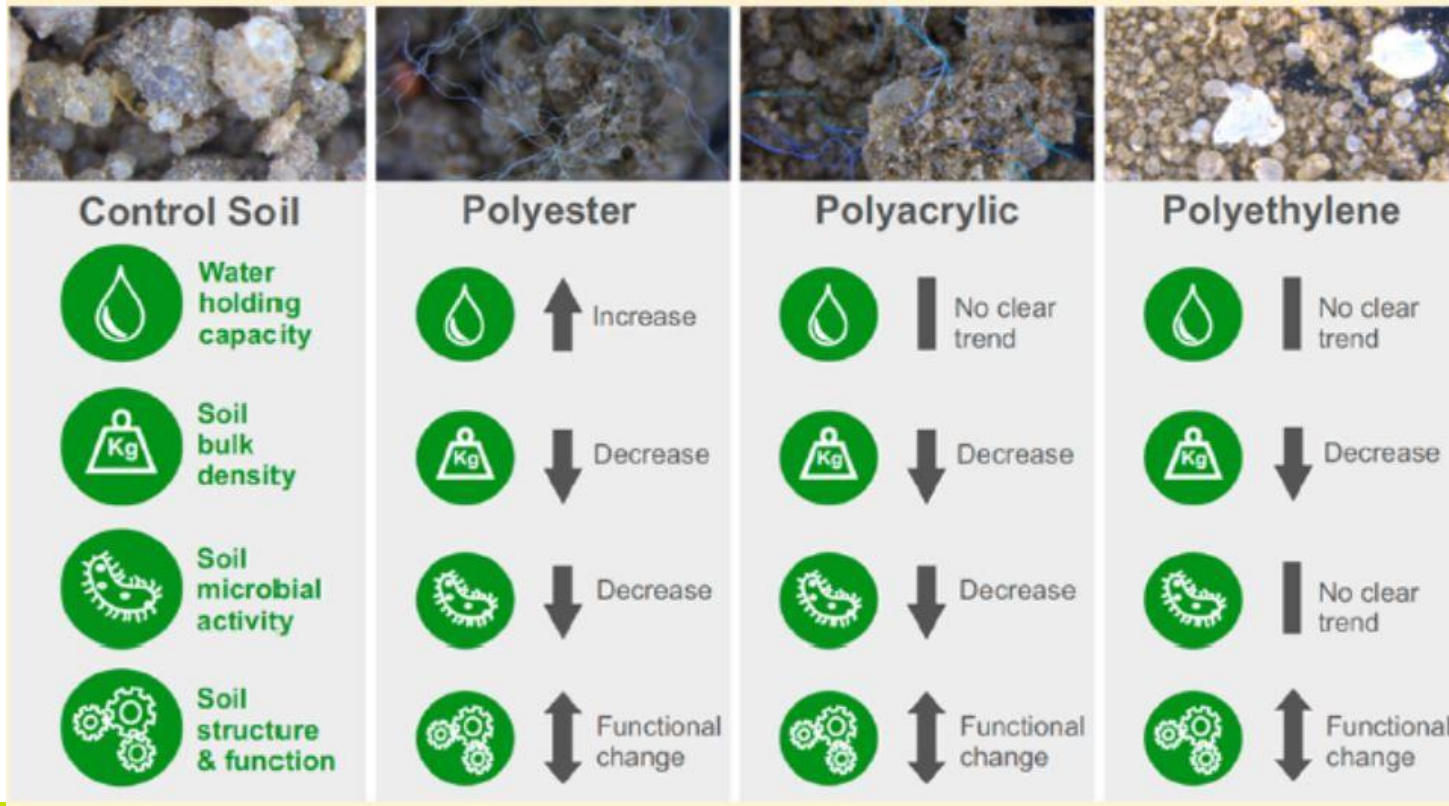 Control Soil
Water
holding
capacity
Soil
bulk
density
Kg
Soil
microbial
activity
Soil
structure
& function
Polyester
Increase
Kg
Decrease
Decrease
Functional
change
Polyacrylic
No clear
trend
Kg
Decrease
Decrease
Functional
change
Polyethylene
No clear
trend
Kg
Decrease
No clear
trend
Functional
change